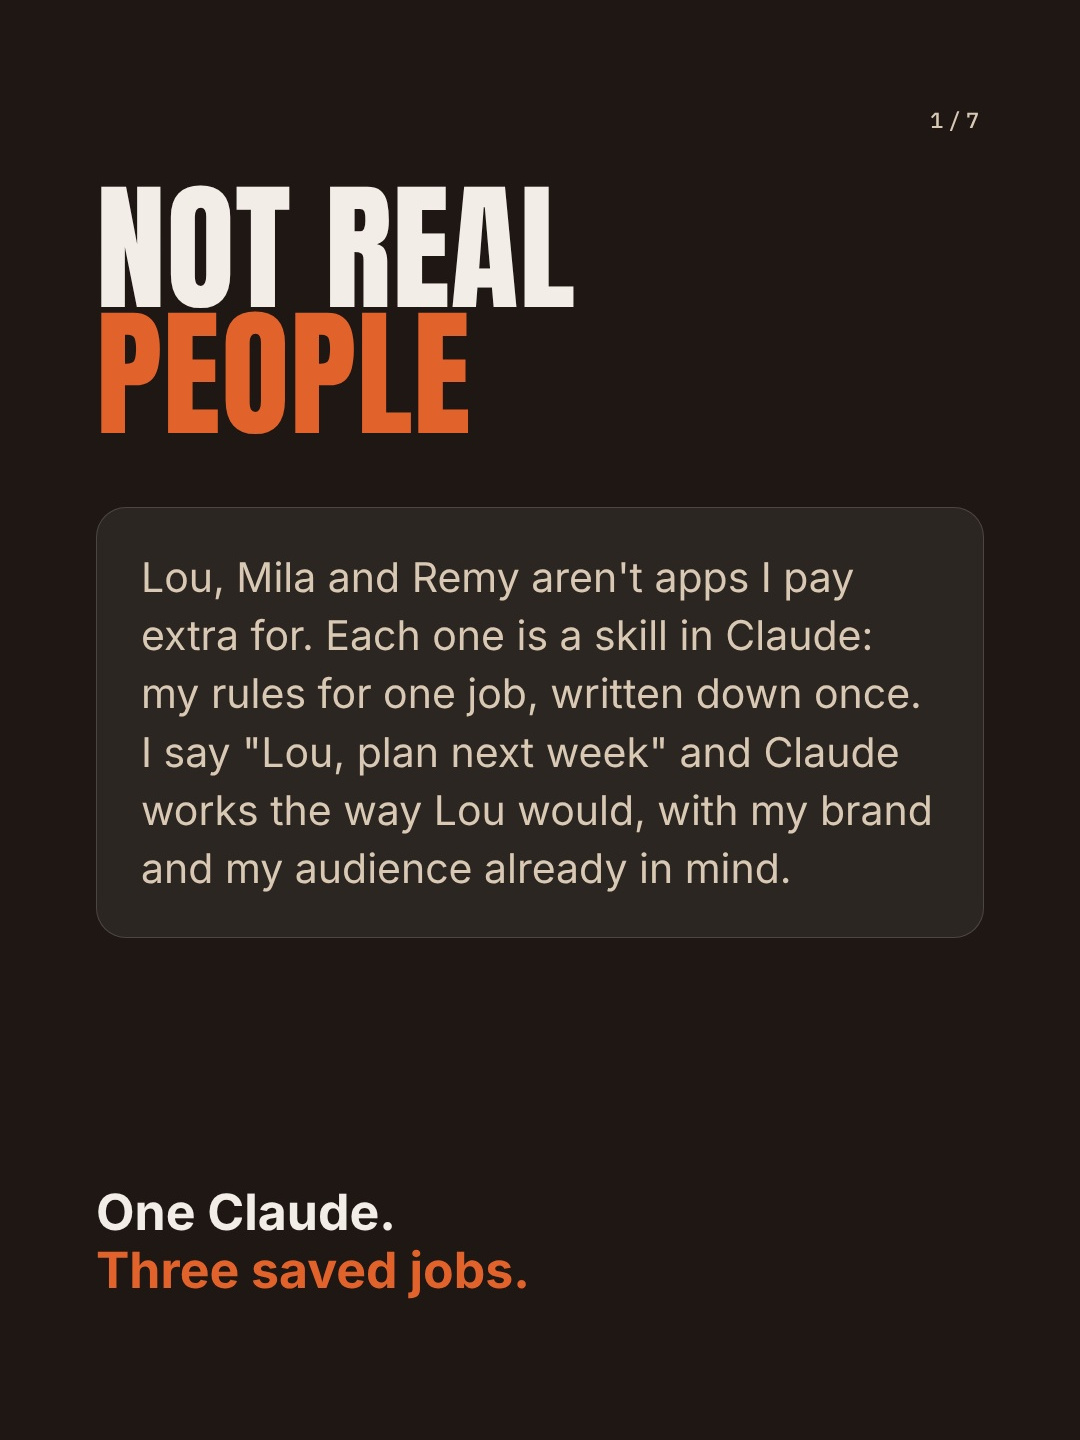 1 / 7
NOT REAL
PEOPLE
Lou, Mila and Remy aren't apps I pay
extra for. Each one is a skill in Claude:
my rules for one job, written down once.
I say "Lou, plan next week" and Claude
works the way Lou would, with my brand
and my audience already in mind.
One Claude.
Three saved jobs.